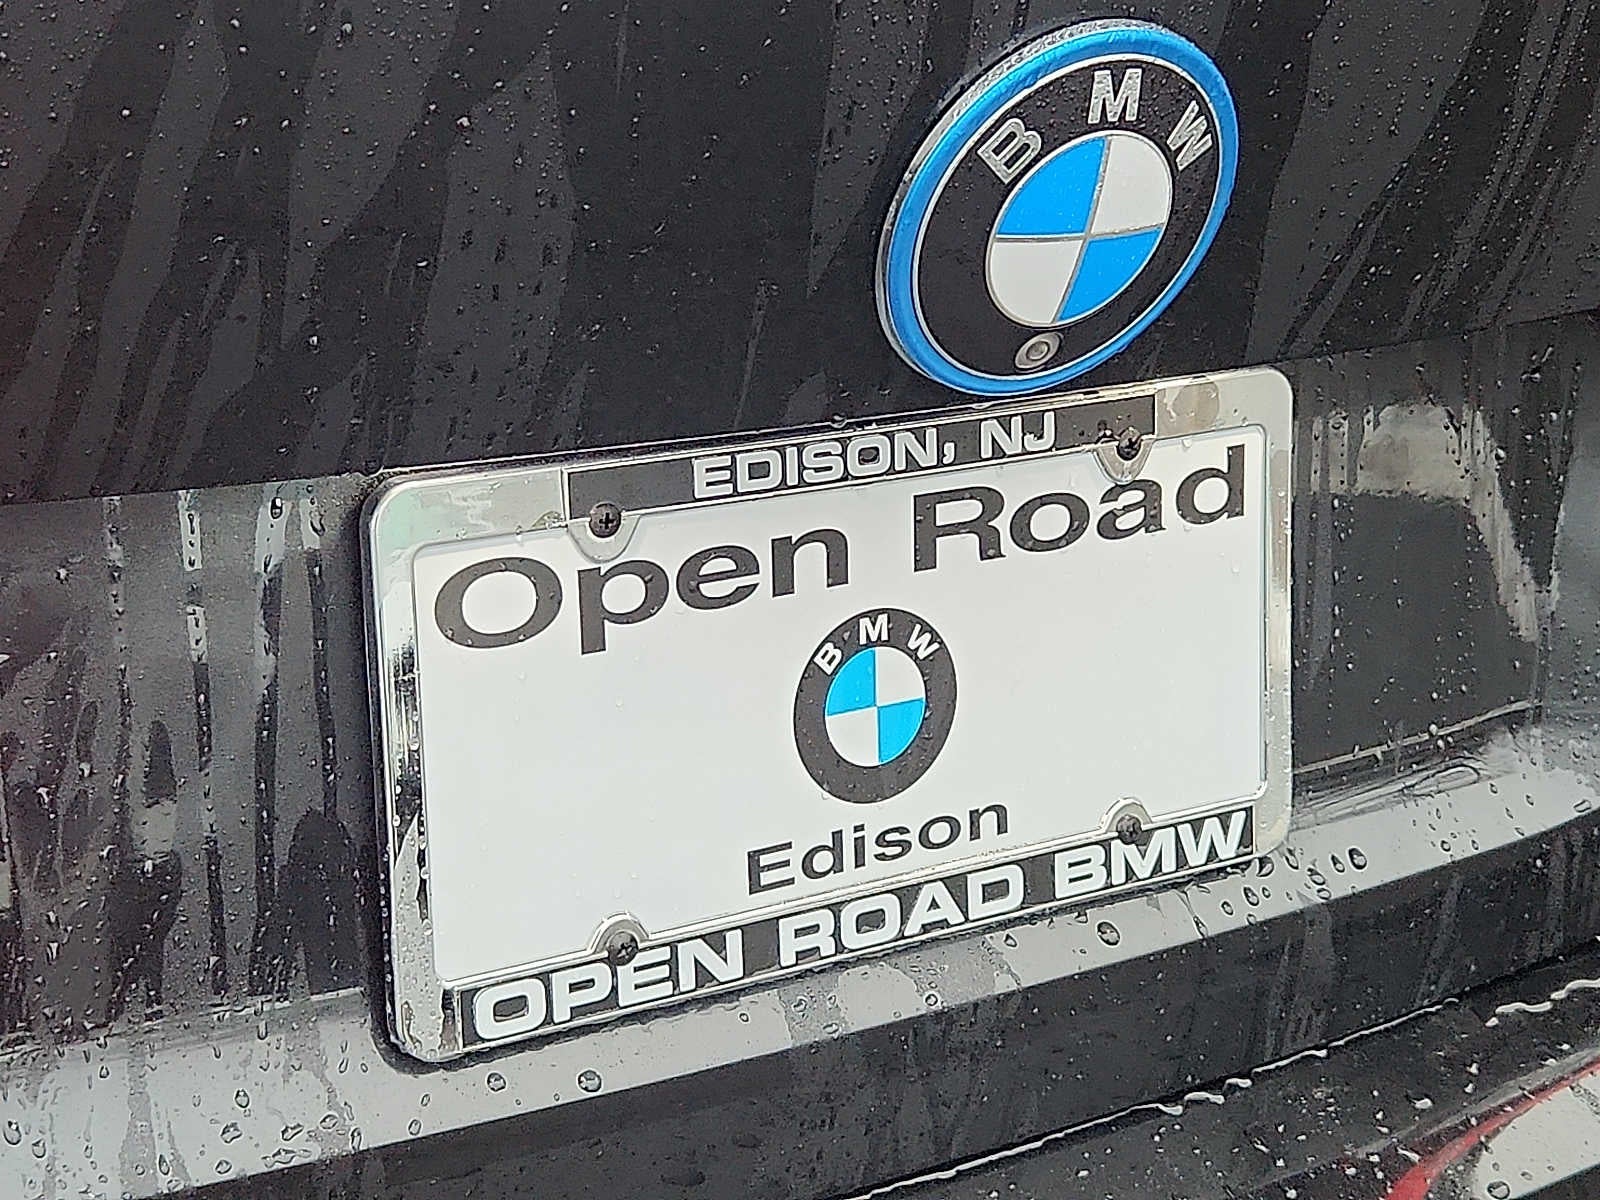 BMW
EDISON, NJ
Open Road
BMW
Edison
OPEN ROAD BMW